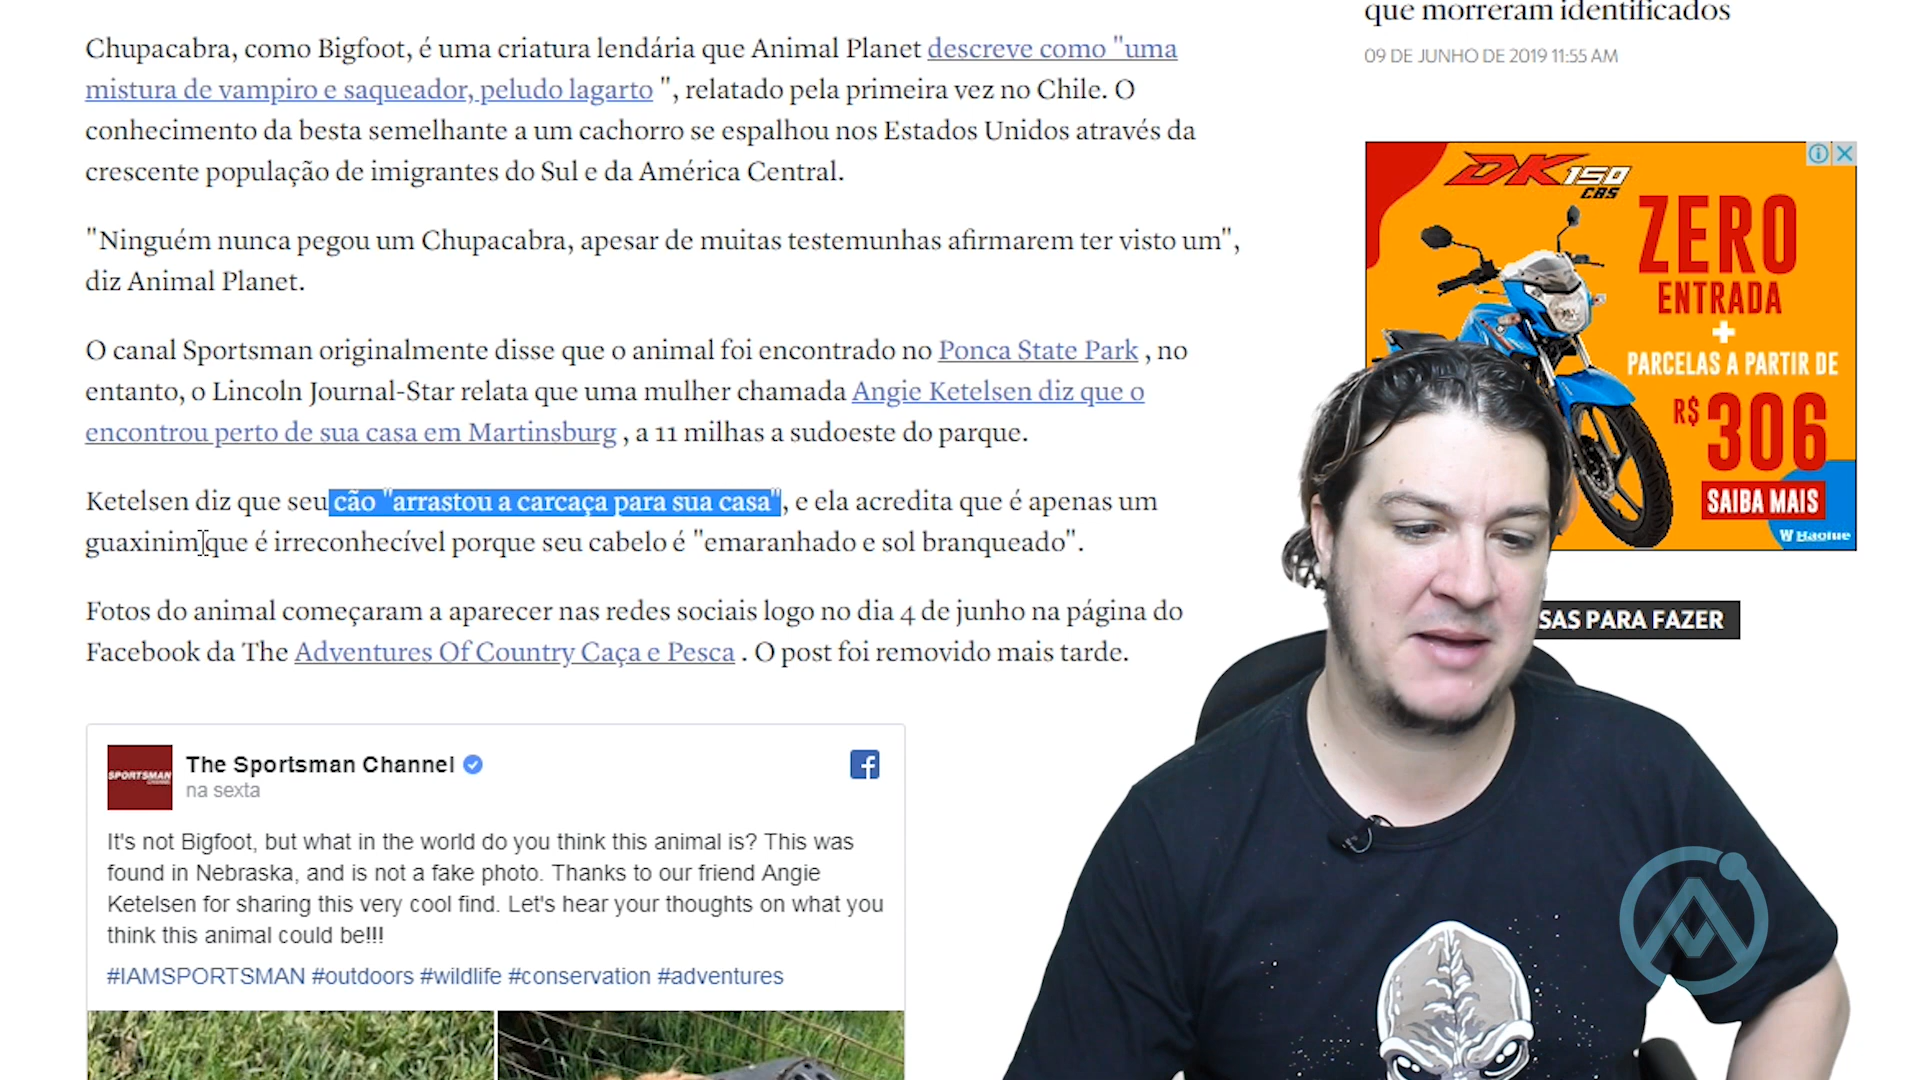 Chupacabra, como Bigfoot, é uma criatura lendária que Animal Planet descreve como "uma
mistura de vampiro e saqueador, peludo lagarto ", relatado pela primeira vez no Chile. O
conhecimento da besta semelhante a um cachorro se espalhou nos Estados Unidos através da
crescente população de imigrantes do Sul e da América Central.
"Ninguém nunca pegou um Chupacabra, apesar de muitas testemunhas afirmarem ter visto um",
diz Animal Planet.
O canal Sportsman originalmente disse que o animal foi encontrado no Ponca State Park , no
entanto, o Lincoln Journal-Star relata que uma mulher chamada Angie Ketelsen diz que o
encontrou perto de sua casa em Martinsburg , a 11 milhas a sudoeste do parque.
Ketelsen diz que seu cão "arrastou a carcaça para sua casa", e ela acredita que é apenas um
guaxinim que é irreconhecível porque seu cabelo é "emaranhado e sol branqueado".
Fotos do animal começaram a aparecer nas redes sociais logo no dia 4 de junho na página do
Facebook da The Adventures Of Country Caça e Pesca . O post foi removido mais tarde.
SPORTSMAN
CHANNEL
The Sportsman Channel
na sexta
It's not Bigfoot, but what in the world do you think this animal is? This was
found in Nebraska, and is not a fake photo. Thanks to our friend Angie
Ketelsen for sharing this very cool find. Let's hear your thoughts on what you
think this animal could be!!!
#IAMSPORTSMAN #outdoors #wildlife #conservation #adventures
que morreram identificados
09 DE JUNHO DE 2019 11:55 AM
DK 150
CBS
ZERO
ENTRADA
+
PARCELAS A PARTIR DE
R$ 306
SAIBA MAIS
Haojue
SAS PARA FAZER